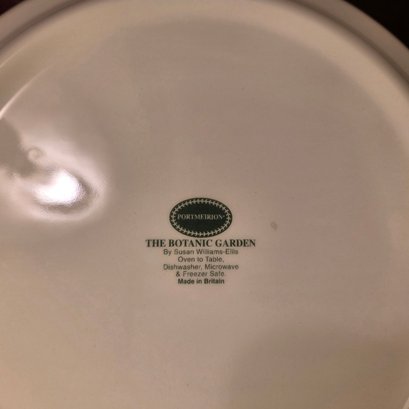 PORTMEIRION®
THE BOTANIC GARDEN
By Susan Williams-Ellis
Oven to Table,
Dishwasher, Microwave
& Freezer Safe.
Made in Britain